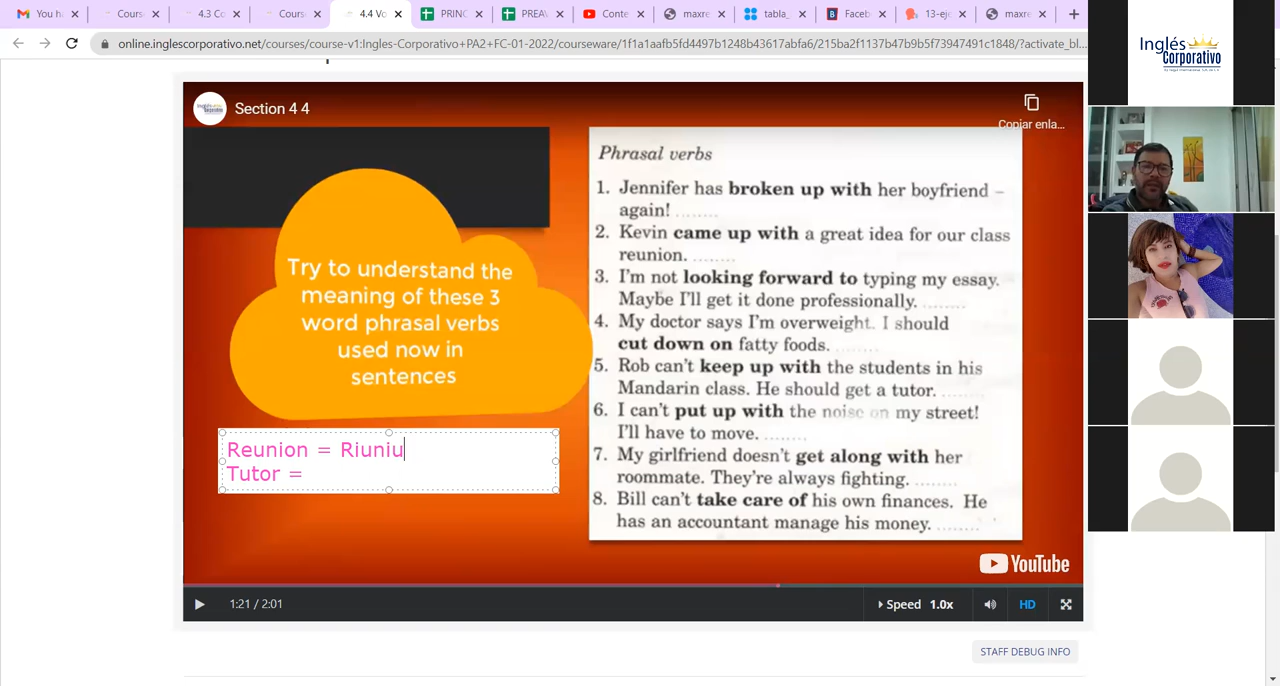 You ha
Cours
4.3 Co
Cours
4.4 Vo
PRINC
PREAV
Conte
maxre
tabla_
Faceb
13-eje
maxre
online.inglescorporativo.net/courses/course-v1:Ingles-Corporativo+PA2+FC-01-2022/courseware/1f1a1aafb5fd4497b1248b43617abfa6/215ba2f1137b47b9b5f73947491c1848/?activate_bl...
Section 4 4
Copiar enla...
Try to understand the
meaning of these 3
word phrasal verbs
used now in
sentences
Reunion = Riuniu
Tutor =
Phrasal verbs
1. Jennifer has broken up with her boyfriend –
again! ........
2. Kevin came up with a great idea for our class
reunion. ........
3. I'm not looking forward to typing my essay.
Maybe I'll get it done professionally. ........
4. My doctor says I'm overweight. I should
cut down on fatty foods. ........
5. Rob can't keep up with the students in his
Mandarin class. He should get a tutor. ........
6. I can't put up with the noise on my street!
I'll have to move. ........
7. My girlfriend doesn't get along with her
roommate. They're always fighting. ........
8. Bill can't take care of his own finances. He
has an accountant manage his money. ........
YouTube
1:21 / 2:01
Speed 1.0x
HD
STAFF DEBUG INFO
Inglés
Corporativo